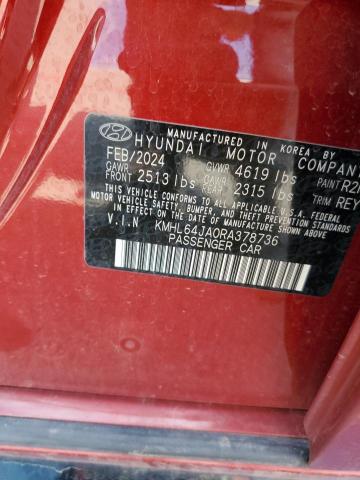 MANUFACTURED IN KOREA BY
HYUNDAI MOTOR COMPANY
FEB/2024 GVWR 4619 lbs
GAWR FRONT 2513 lbs GAWR REAR 2315 lbs PAINT R2
THIS VEHICLE CONFORMS TO ALL APPLICABLE U.S.A. FEDERAL
MOTOR VEHICLE SAFETY, BUMPER, AND THEFT
PREVENTION STANDARDS IN EFFECT ON THE
DATE OF MANUFACTURE SHOWN ABOVE. TRIM REY
V.I.N KMHL64JA0RA378736
PASSENGER CAR